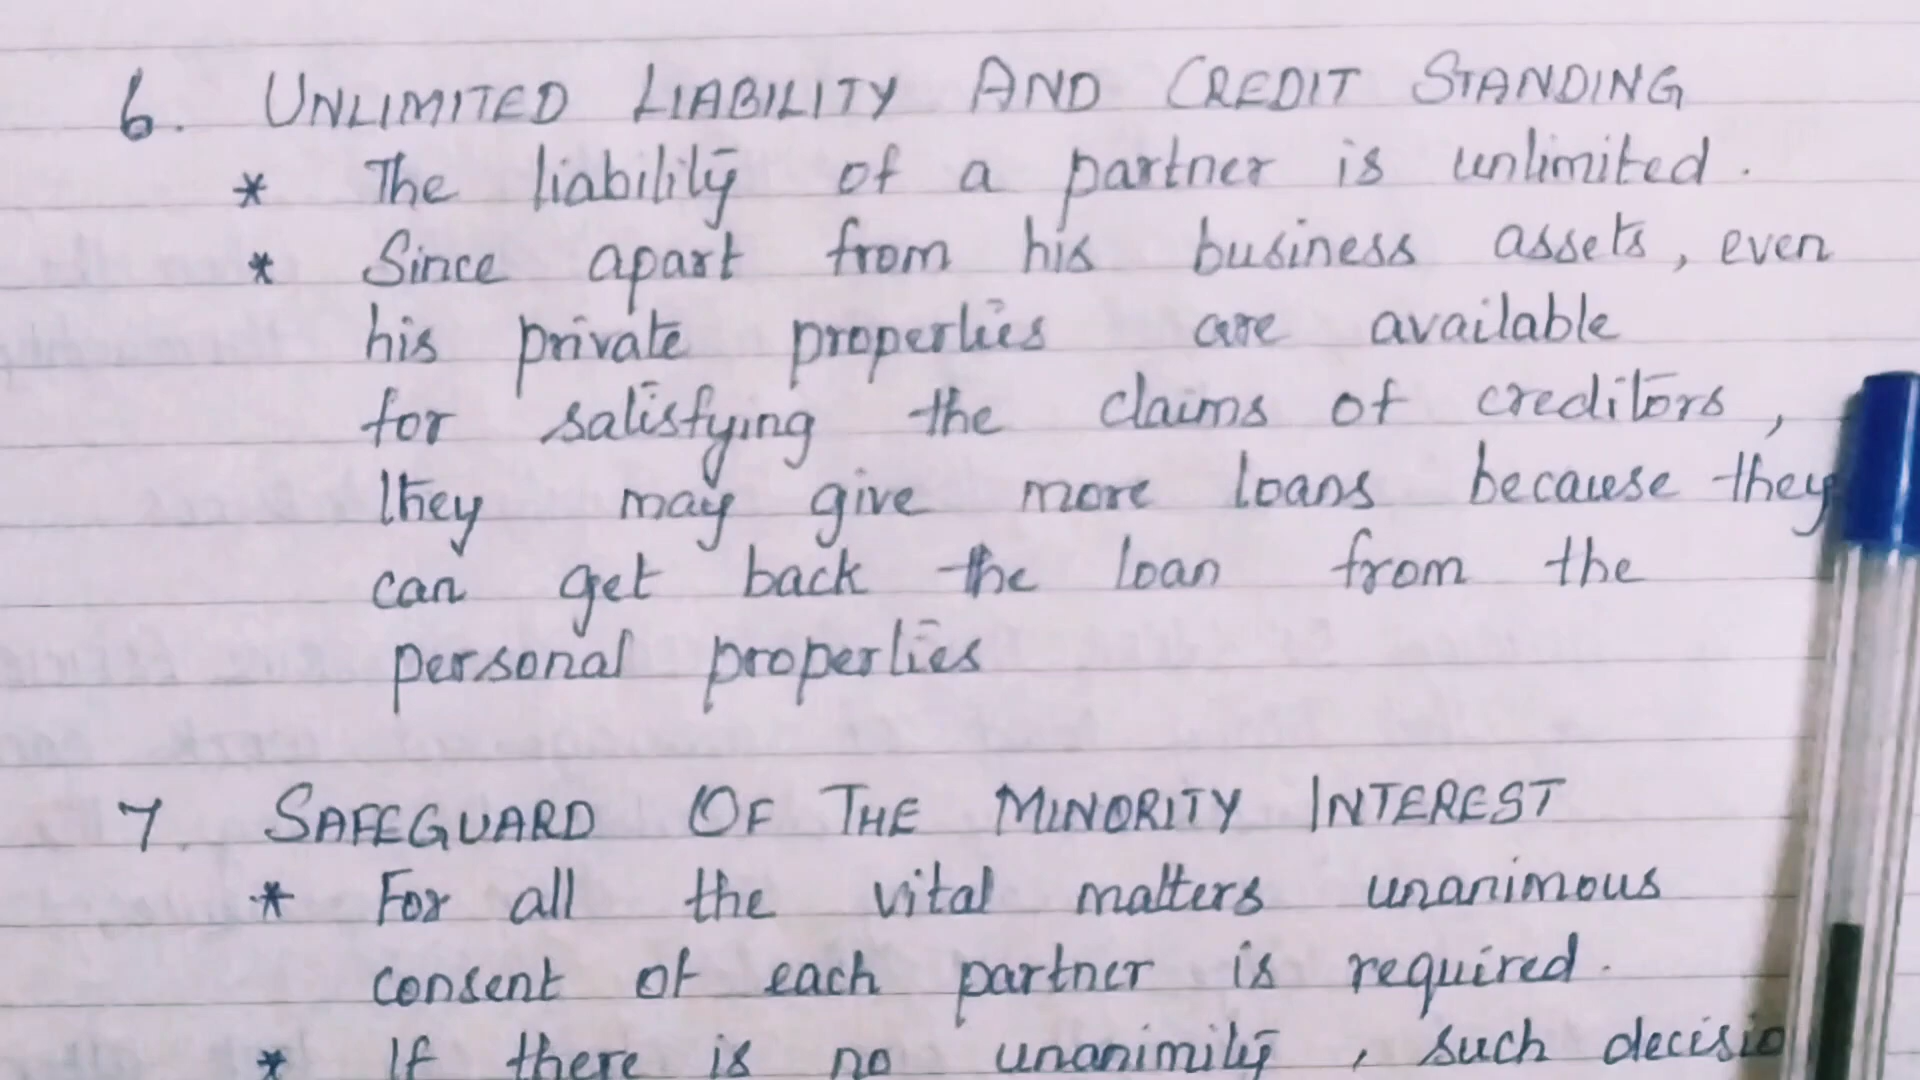 6. UNLIMITED LIABILITY AND CREDIT STANDING
* The liability of a partner is unlimited.
* Since apart from his business assets, even
his private properties are available
for satisfying the claims of creditors,
they may give more loans because they
can get back the loan from the
personal properties
7. SAFEGUARD OF THE MINORITY INTEREST
* For all the vital matters unanimous
consent of each partner is required.
* If there is no unanimity, such decisio